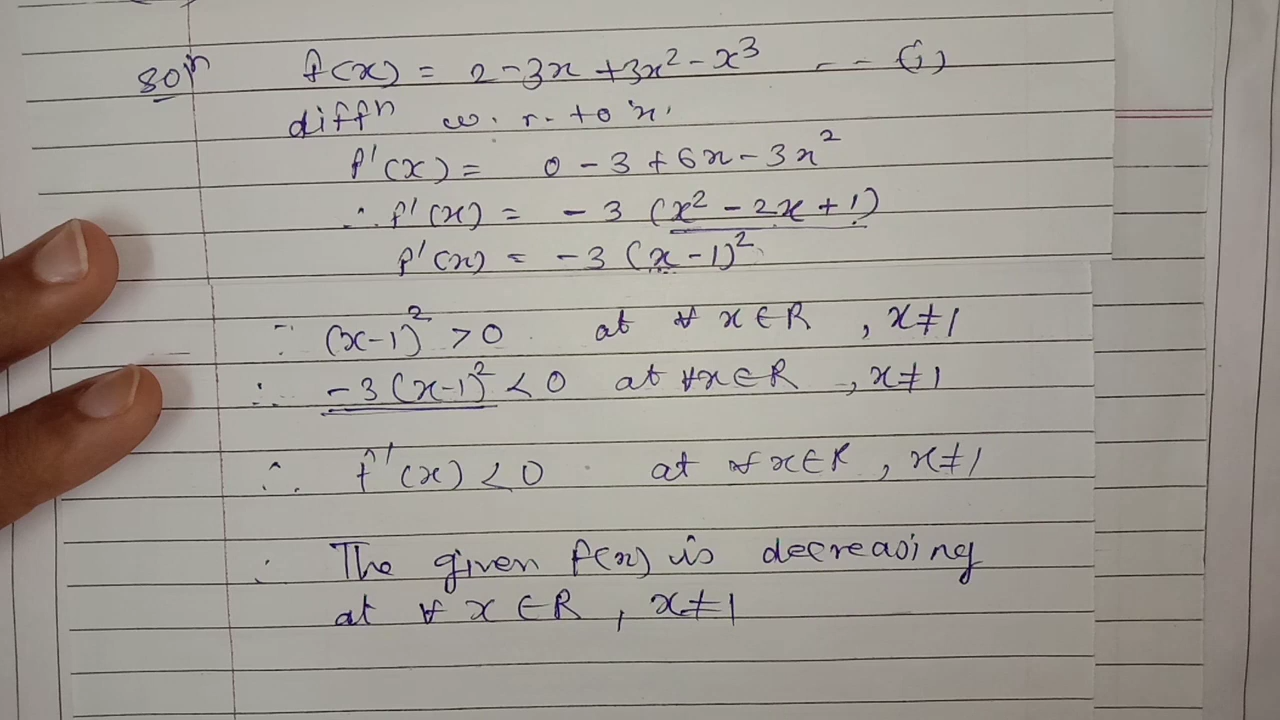 Solⁿ f(x) = 2 - 3x + 3x² - x³ -- (i)
diffⁿ w.r. to x.
f'(x) = 0 - 3 + 6x - 3x²
∴ f'(x) = - 3 (x² - 2x + 1)
f'(x) = - 3 (x - 1)²
∵ (x-1)² > 0 at ∀ x ∈ R , x ≠ 1
∴ -3(x-1)² < 0 at ∀ x ∈ R , x ≠ 1
∴ f'(x) < 0 at ∀ x ∈ R , x ≠ 1
∴ The given f(x) is decreasing
at ∀ x ∈ R , x ≠ 1